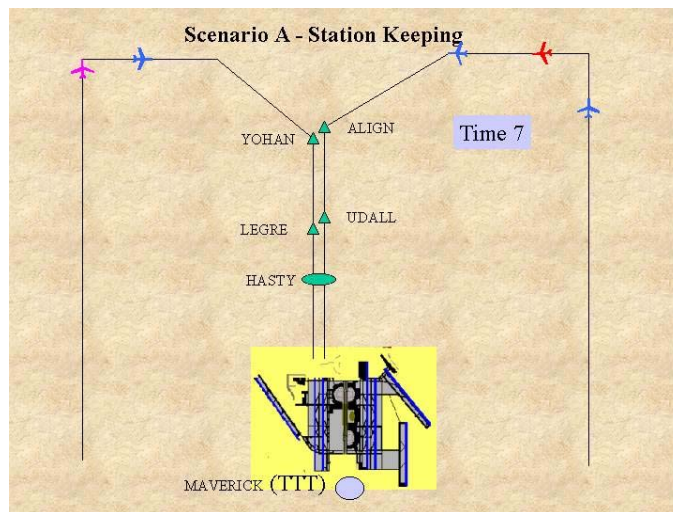 Scenario A - Station Keeping
ALIGN
YOHAN
Time 7
UDALL
LEGRE
HASTY
MAVERICK (TTT)